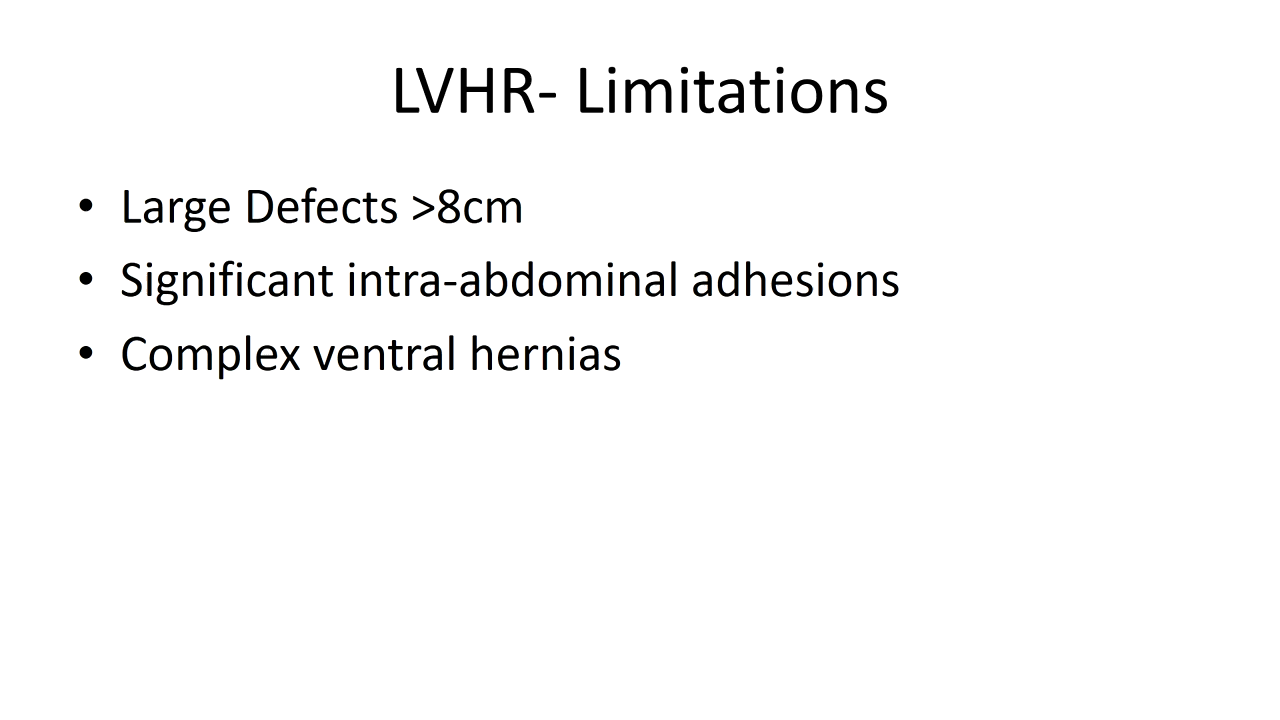 LVHR- Limitations
• Large Defects >8cm
• Significant intra-abdominal adhesions
• Complex ventral hernias